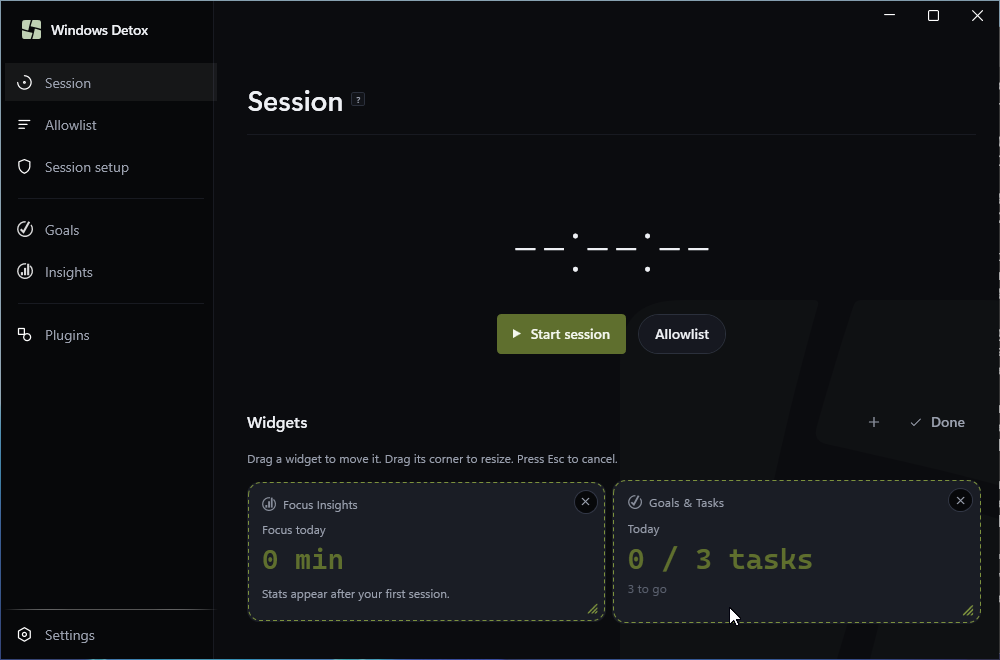 Windows Detox
Session
Allowlist
Session setup
Goals
Insights
Plugins
Settings
Session ?
– – : – – : – –
Start session
Allowlist
Widgets
+
Done
Drag a widget to move it. Drag its corner to resize. Press Esc to cancel.
Focus Insights
Focus today
0 min
Stats appear after your first session.
Goals & Tasks
Today
0 / 3 tasks
3 to go